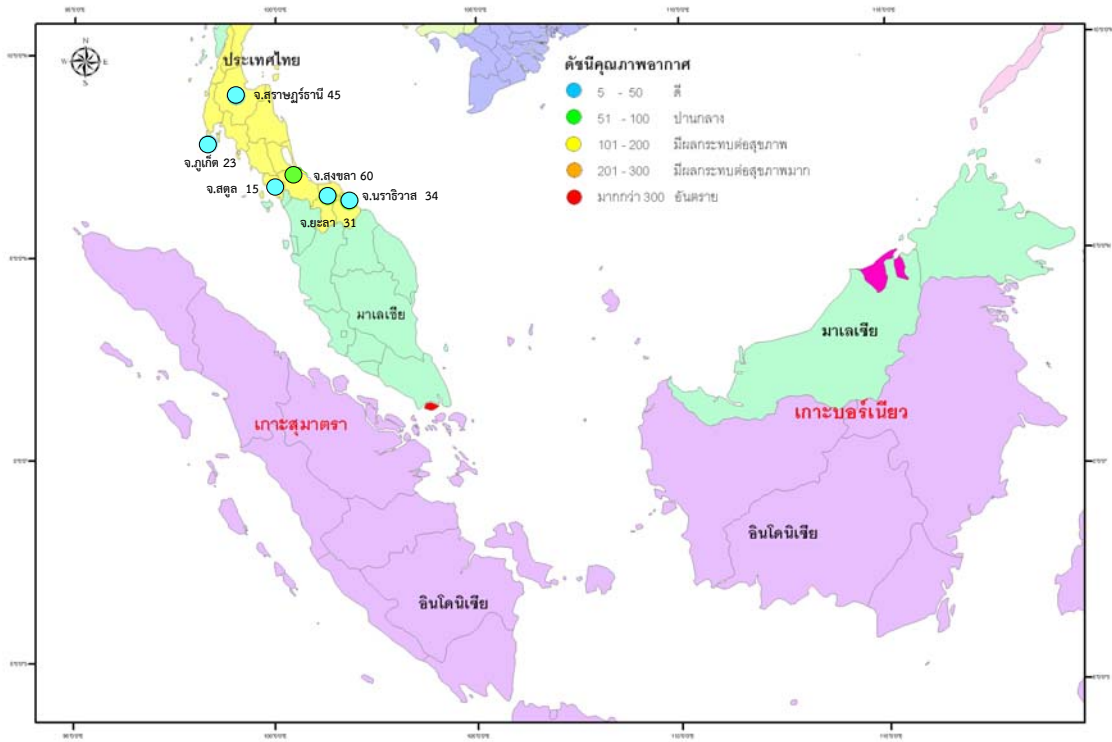 N
W
E
S
ประเทศไทย
จ.สุราษฎร์ธานี 45
จ.ภูเก็ต 23
จ.สงขลา 60
จ.สตูล 15
จ.นราธิวาส 34
จ.ยะลา 31
ดัชนีคุณภาพอากาศ
5 - 50 ดี
51 - 100 ปานกลาง
101 - 200 มีผลกระทบต่อสุขภาพ
201 - 300 มีผลกระทบต่อสุขภาพมาก
มากกว่า 300 อันตราย
มาเลเซีย
มาเลเซีย
เกาะสุมาตรา
เกาะบอร์เนียว
อินโดนิเซีย
อินโดนิเซีย